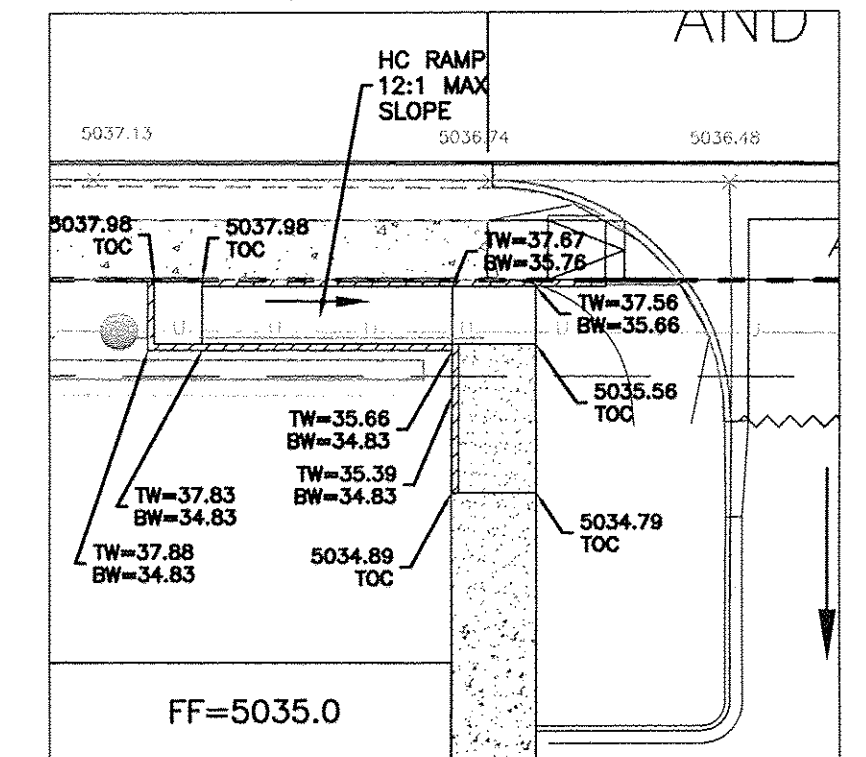 AND
HC RAMP
12:1 MAX
SLOPE
5037.13
5036.74
5036.48
5037.98
TOC
5037.98
TOC
TW=37.67
BW=35.76
TW=37.56
BW=35.66
5035.56
TOC
TW=35.66
BW=34.83
TW=35.39
BW=34.83
TW=37.83
BW=34.83
TW=37.88
BW=34.83
5034.89
TOC
5034.79
TOC
FF=5035.0